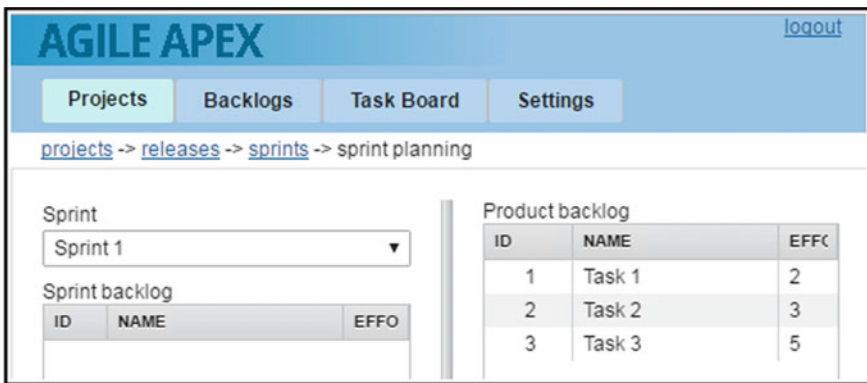 AGILE APEX logout
Projects Backlogs Task Board Settings
projects -> releases -> sprints -> sprint planning
Sprint
Sprint 1
Sprint backlog
ID NAME EFFO
Product backlog
ID NAME EFFC
1 Task 1 2
2 Task 2 3
3 Task 3 5